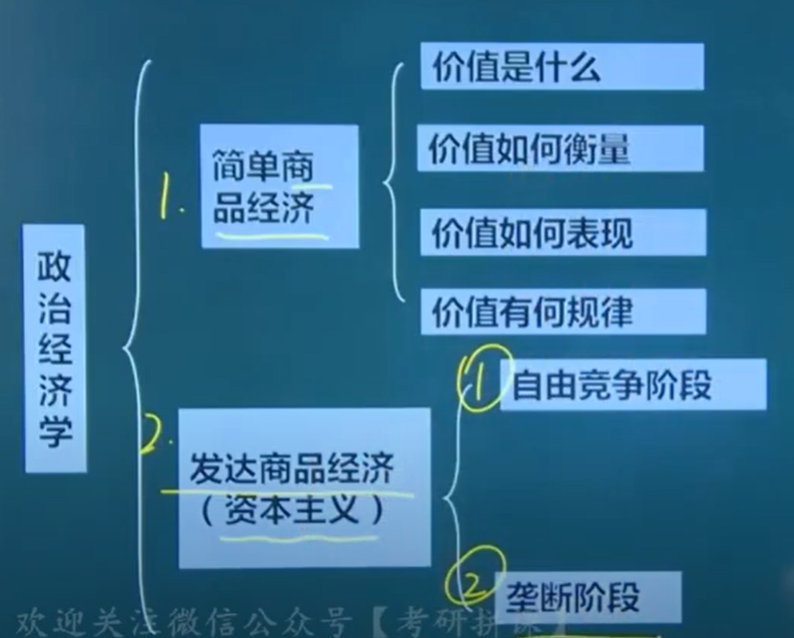 政治经济学
1.
简单商
品经济
价值是什么
价值如何衡量
价值如何表现
价值有何规律
2.
发达商品经济
（资本主义）
①
自由竞争阶段
②
垄断阶段
欢迎关注微信公众号【考研拼课】